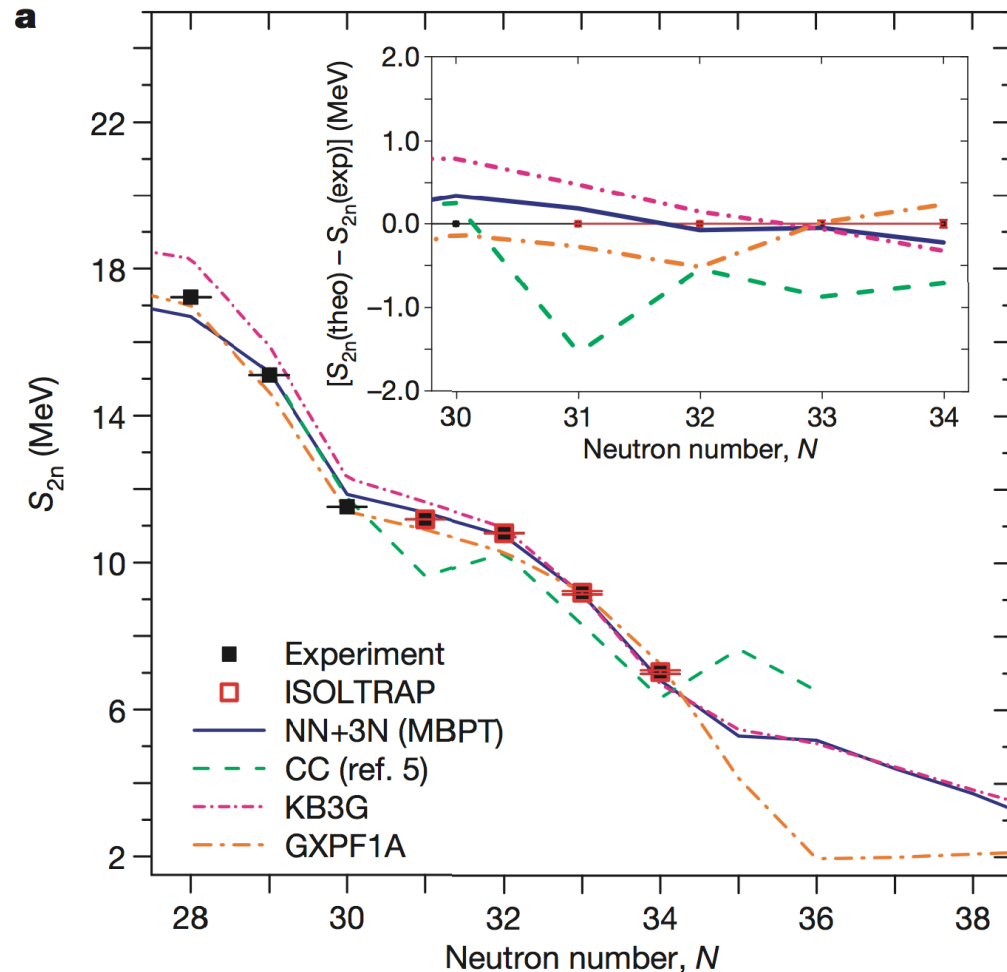 a
[S2n(theo) – S2n(exp)] (MeV)
2.0
1.0
0.0
–1.0
–2.0
30 31 32 33 34
Neutron number, N
S2n (MeV)
22
18
14
10
6
2
Experiment
ISOLTRAP
NN+3N (MBPT)
CC (ref. 5)
KB3G
GXPF1A
28 30 32 34 36 38
Neutron number, N